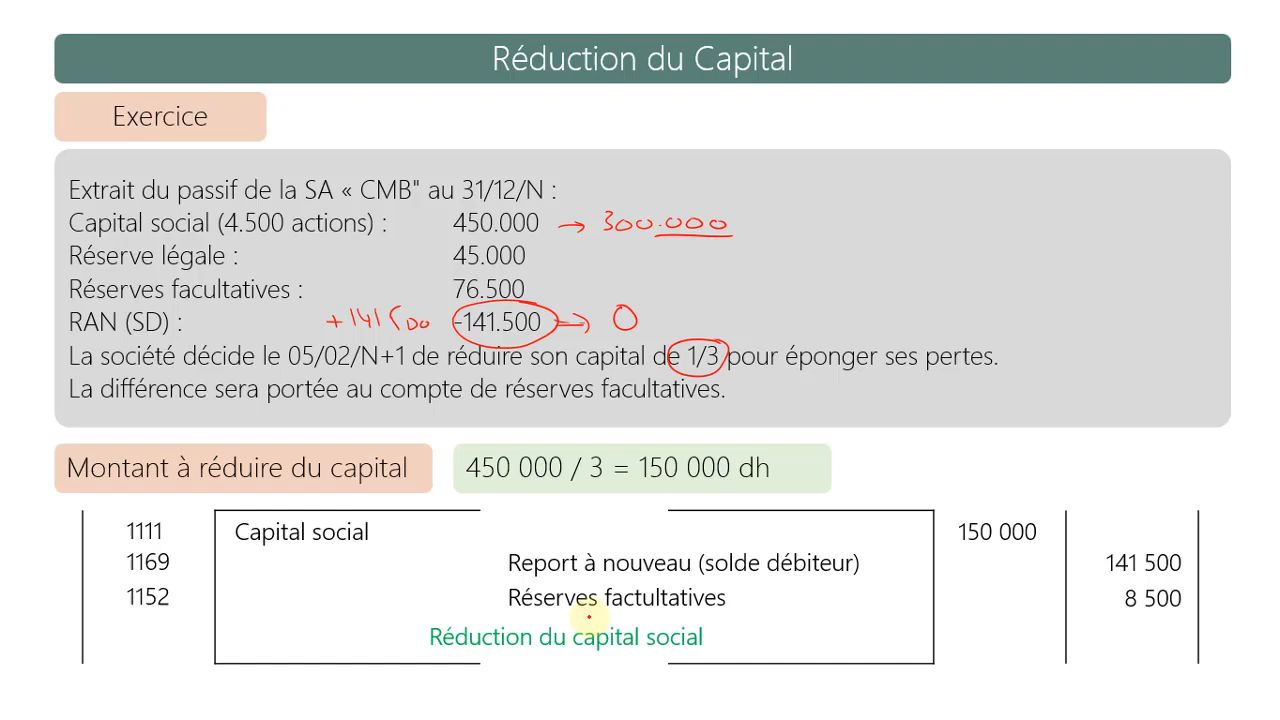 Réduction du Capital
Exercice
Extrait du passif de la SA « CMB" au 31/12/N :
Capital social (4.500 actions) : 450.000 → 300.000
Réserve légale : 45.000
Réserves facultatives : 76.500
RAN (SD) : +141 500 -141.500 → 0
La société décide le 05/02/N+1 de réduire son capital de 1/3 pour éponger ses pertes.
La différence sera portée au compte de réserves facultatives.
Montant à réduire du capital 450 000 / 3 = 150 000 dh
1111 Capital social 150 000
1169 Report à nouveau (solde débiteur) 141 500
1152 Réserves factultatives 8 500
Réduction du capital social